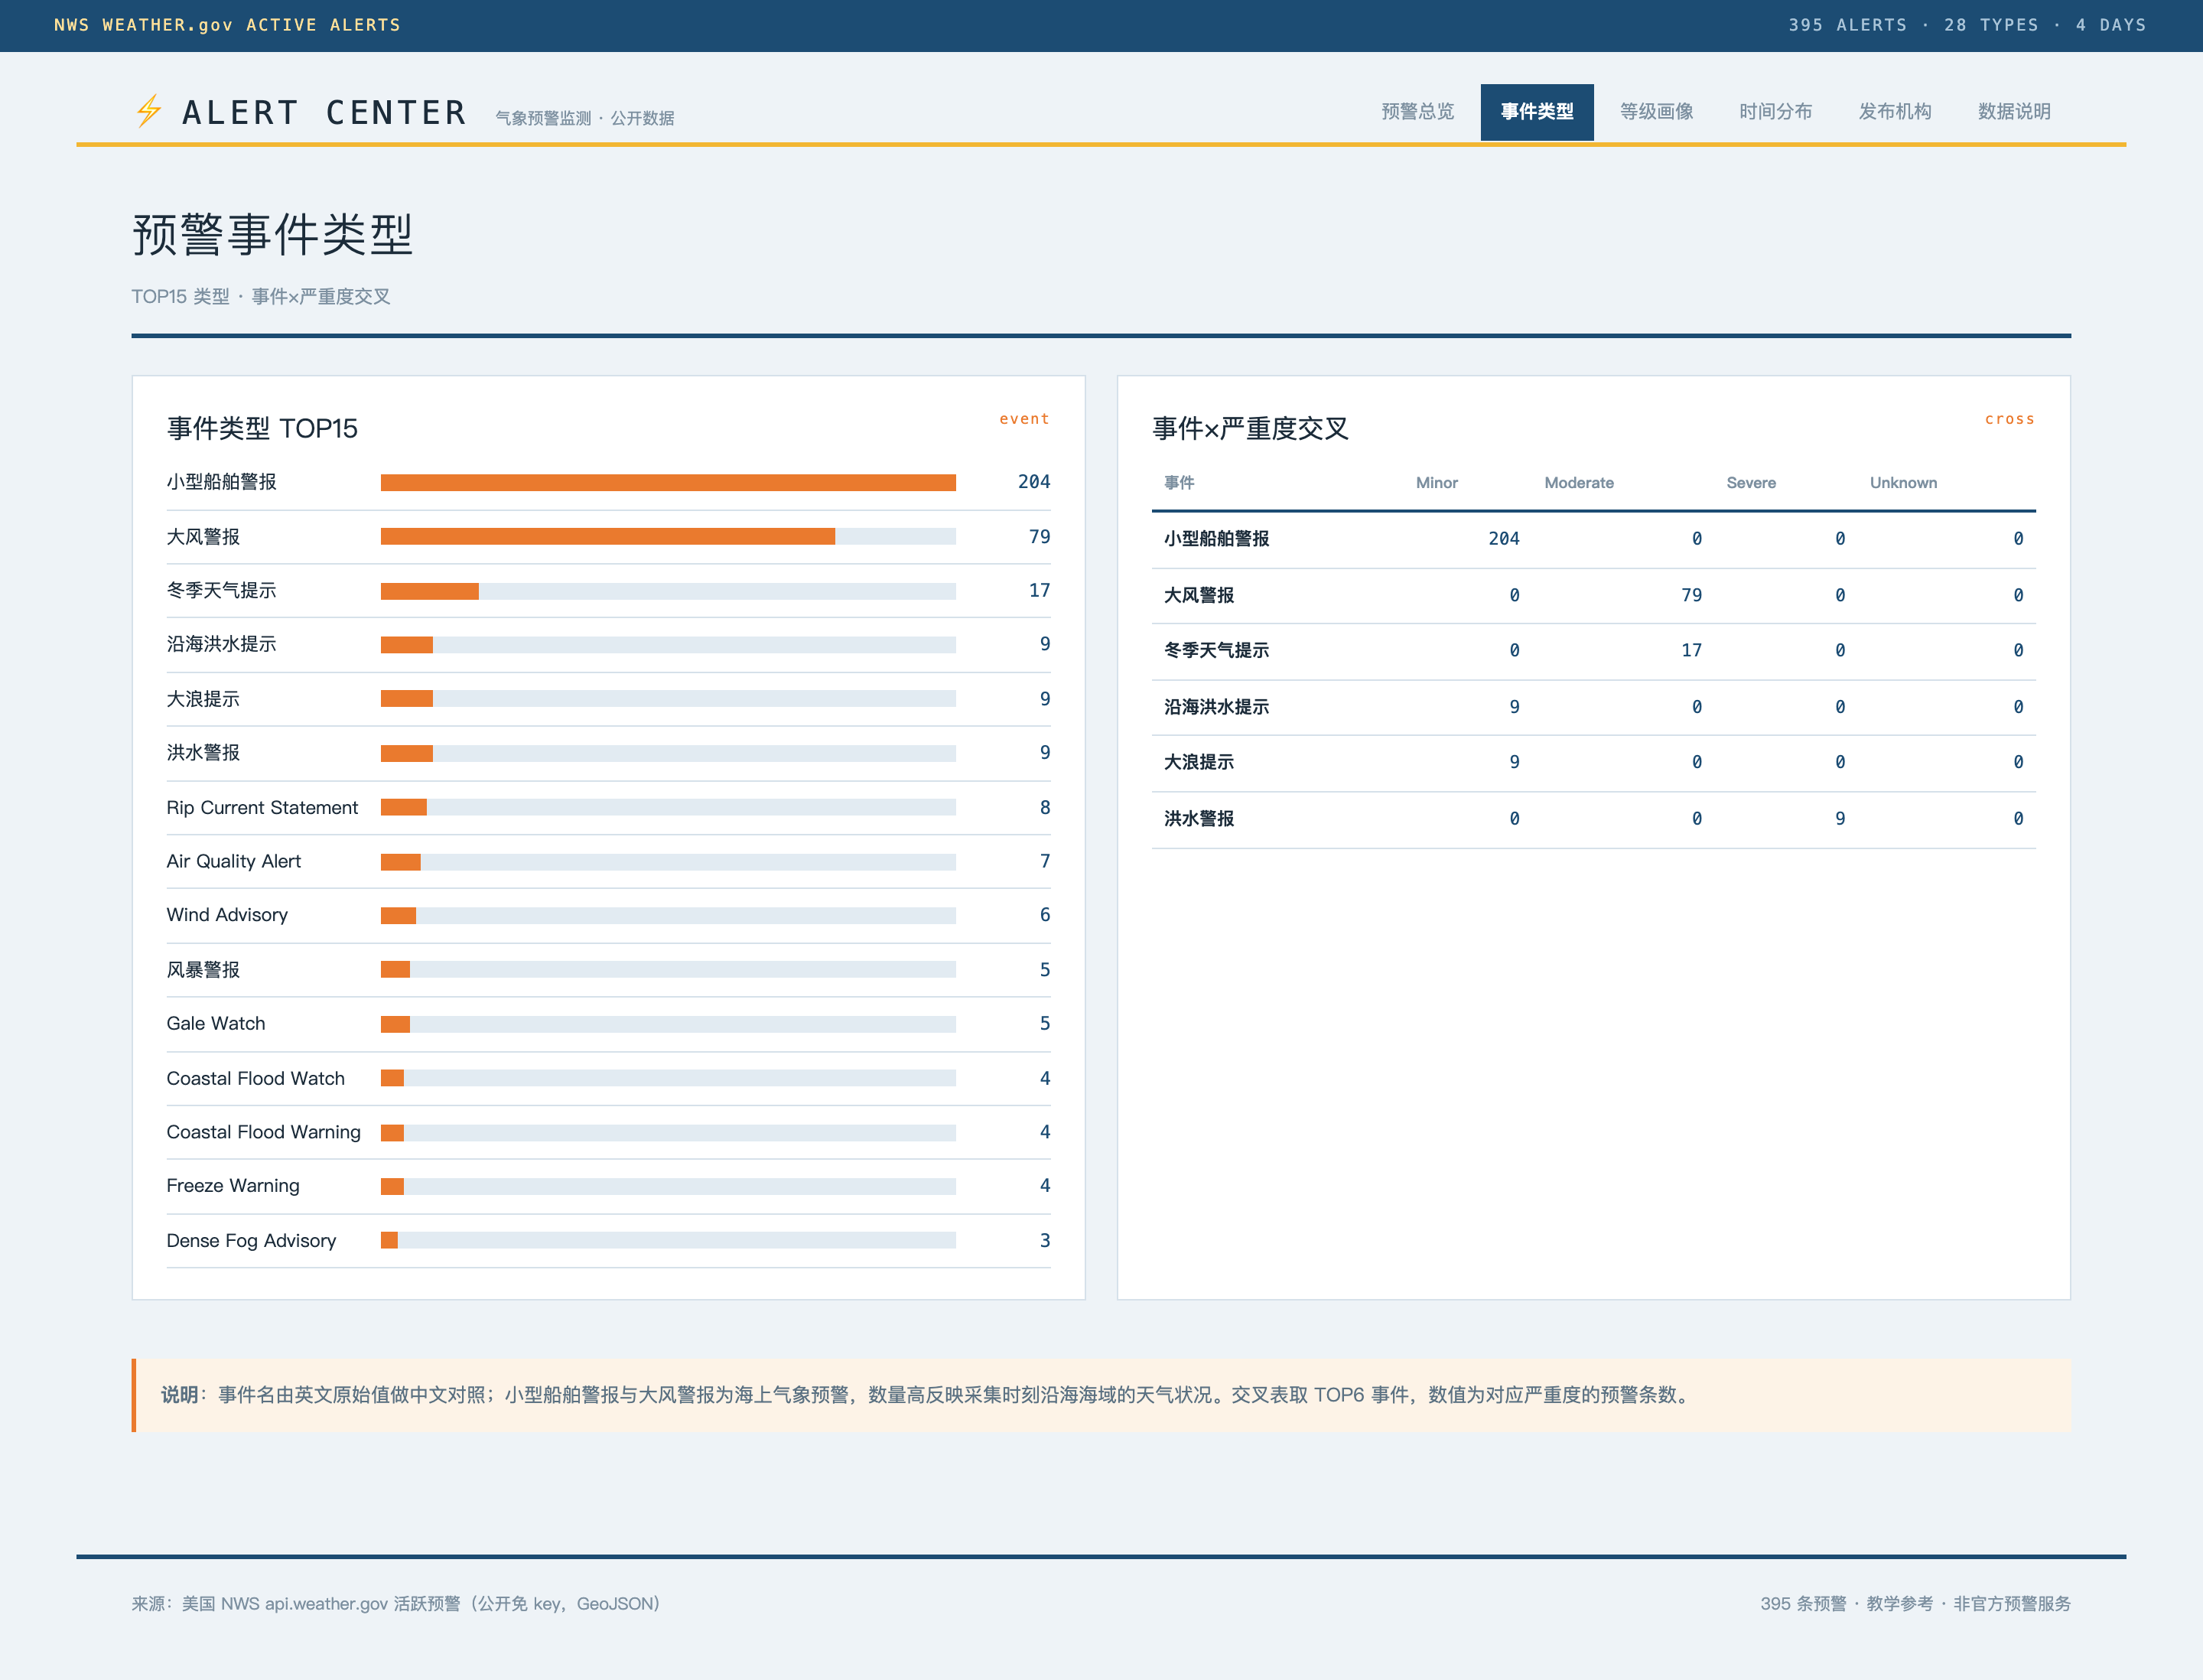 NWS WEATHER.gov ACTIVE ALERTS
395 ALERTS · 28 TYPES · 4 DAYS
⚡ ALERT CENTER 气象预警监测 · 公开数据
预警总览 事件类型 等级画像 时间分布 发布机构 数据说明
预警事件类型
TOP15 类型 · 事件×严重度交叉
事件类型 TOP15 event
小型船舶警报 204
大风警报 79
冬季天气提示 17
沿海洪水提示 9
大浪提示 9
洪水警报 9
Rip Current Statement 8
Air Quality Alert 7
Wind Advisory 6
风暴警报 5
Gale Watch 5
Coastal Flood Watch 4
Coastal Flood Warning 4
Freeze Warning 4
Dense Fog Advisory 3
事件×严重度交叉 cross
事件 Minor Moderate Severe Unknown
小型船舶警报 204 0 0 0
大风警报 0 79 0 0
冬季天气提示 0 17 0 0
沿海洪水提示 9 0 0 0
大浪提示 9 0 0 0
洪水警报 0 0 9 0
说明：事件名由英文原始值做中文对照；小型船舶警报与大风警报为海上气象预警，数量高反映采集时刻沿海海域的天气状况。交叉表取 TOP6 事件，数值为对应严重度的预警条数。
来源：美国 NWS api.weather.gov 活跃预警（公开免 key，GeoJSON）
395 条预警 · 教学参考 · 非官方预警服务